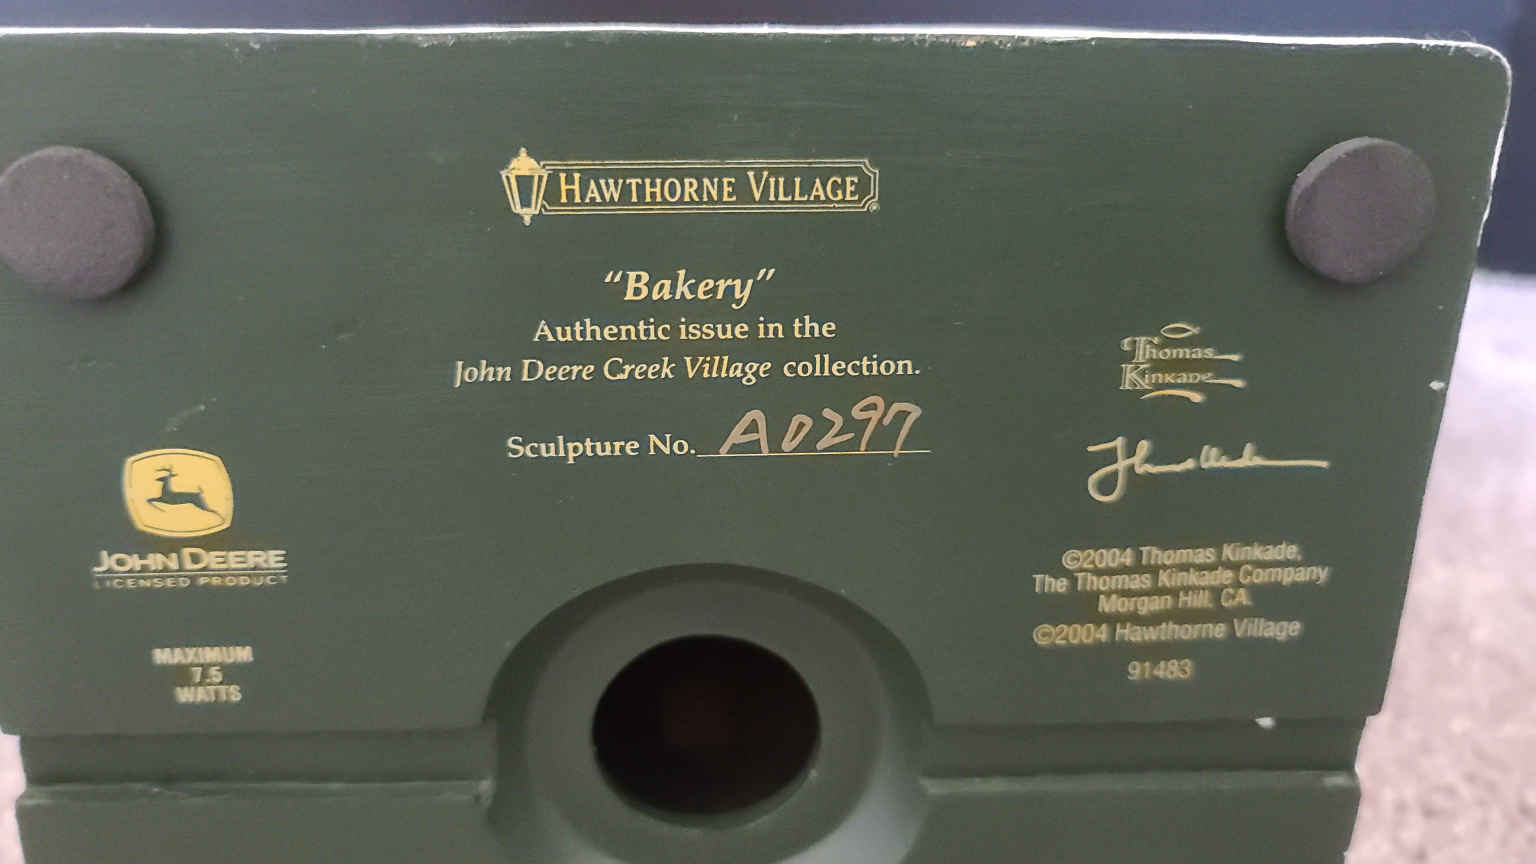 HAWTHORNE VILLAGE
"Bakery"
Authentic issue in the
John Deere Creek Village collection.
Sculpture No. A0297
JOHN DEERE
LICENSED PRODUCT
MAXIMUM
7.5
WATTS
Thomas
Kinkade
©2004 Thomas Kinkade,
The Thomas Kinkade Company
Morgan Hill, CA.
©2004 Hawthorne Village
91483